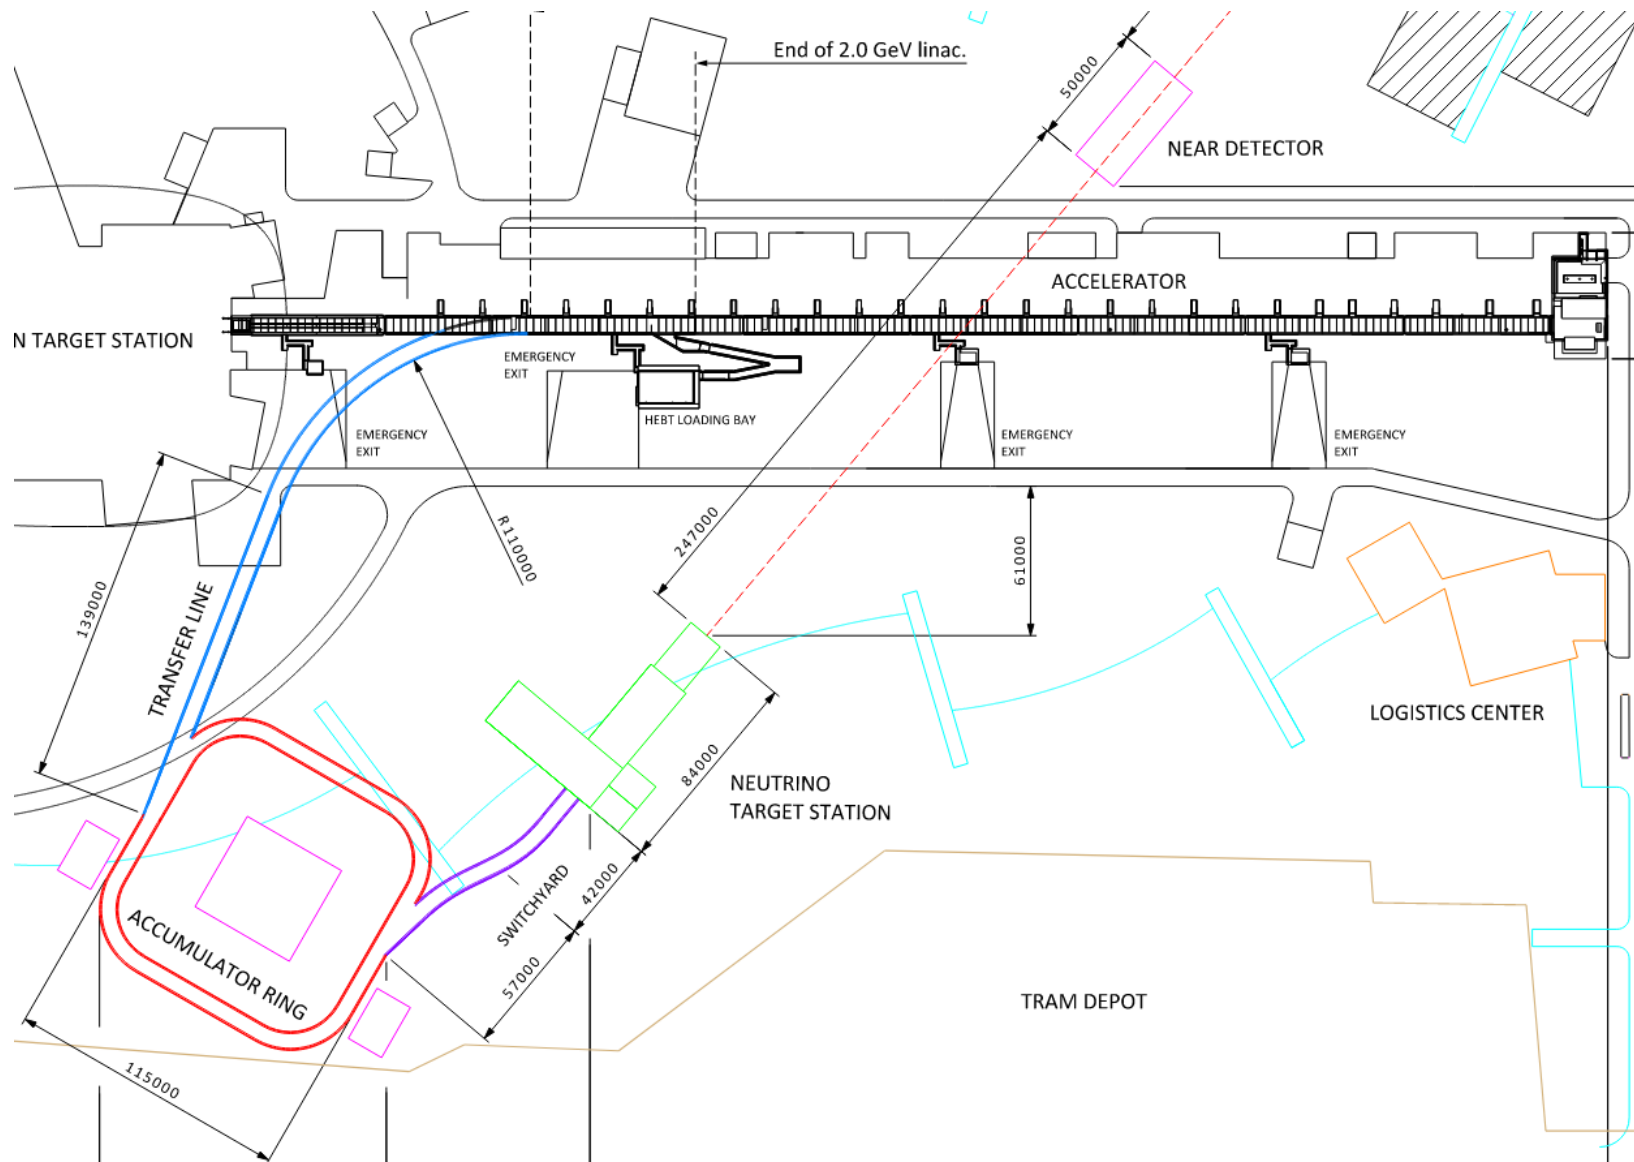 End of 2.0 GeV linac.
50000
NEAR DETECTOR
ACCELERATOR
N TARGET STATION
EMERGENCY
EXIT
HEBT LOADING BAY
EMERGENCY
EXIT
EMERGENCY
EXIT
EMERGENCY
EXIT
R110000
247000
61000
139000
TRANSFER LINE
LOGISTICS CENTER
84000
NEUTRINO
TARGET STATION
42000
SWITCHYARD
57000
ACCUMULATOR RING
TRAM DEPOT
115000